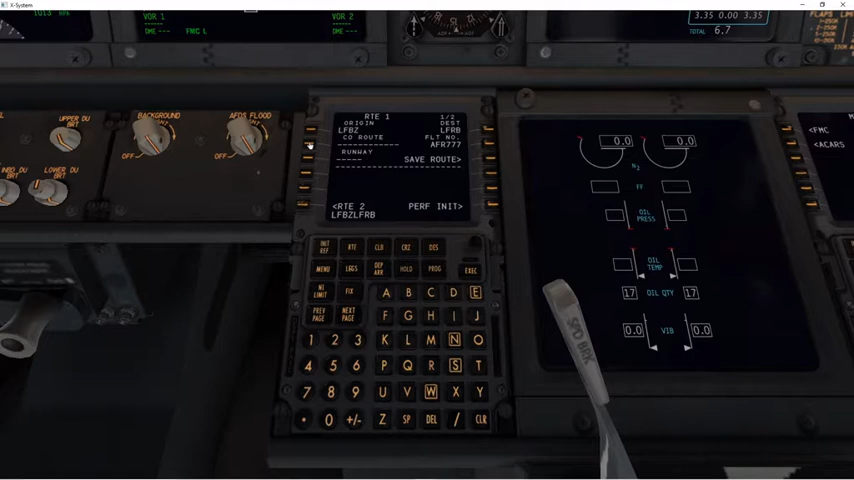 X-System
VOR 1
DME ---
FMC L
VOR 2
DME ---
3.35 0.00 3.35
TOTAL 6.7
FLAPS
UPPER DU
BRT
BACKGROUND
OFF
AFDS FLOOD
OFF
LOWER DU
BRT
RTE 1
1/2
ORIGIN
DEST
LFBZ
LFRB
CO ROUTE
FLT NO.
----------
AFR777
RUNWAY
-----
SAVE ROUTE>
<RTE 2
PERF INIT>
LFBZLFRB
<FMC
<ACARS
INIT
REF
RTE
CLB
CRZ
DES
MENU
LEGS
DEP
ARR
HOLD
PROG
EXEC
N1
LIMIT
FIX
A B C D E
PREV
PAGE
NEXT
PAGE
F G H I J
1 2 3 K L M N O
4 5 6 P Q R S T
7 8 9 U V W X Y
. 0 +/- Z SP DEL / CLR
0.0
0.0
N2
FF
OIL
PRESS
OIL
TEMP
17 OIL QTY 17
0.0 VIB 0.0
SPD BRK